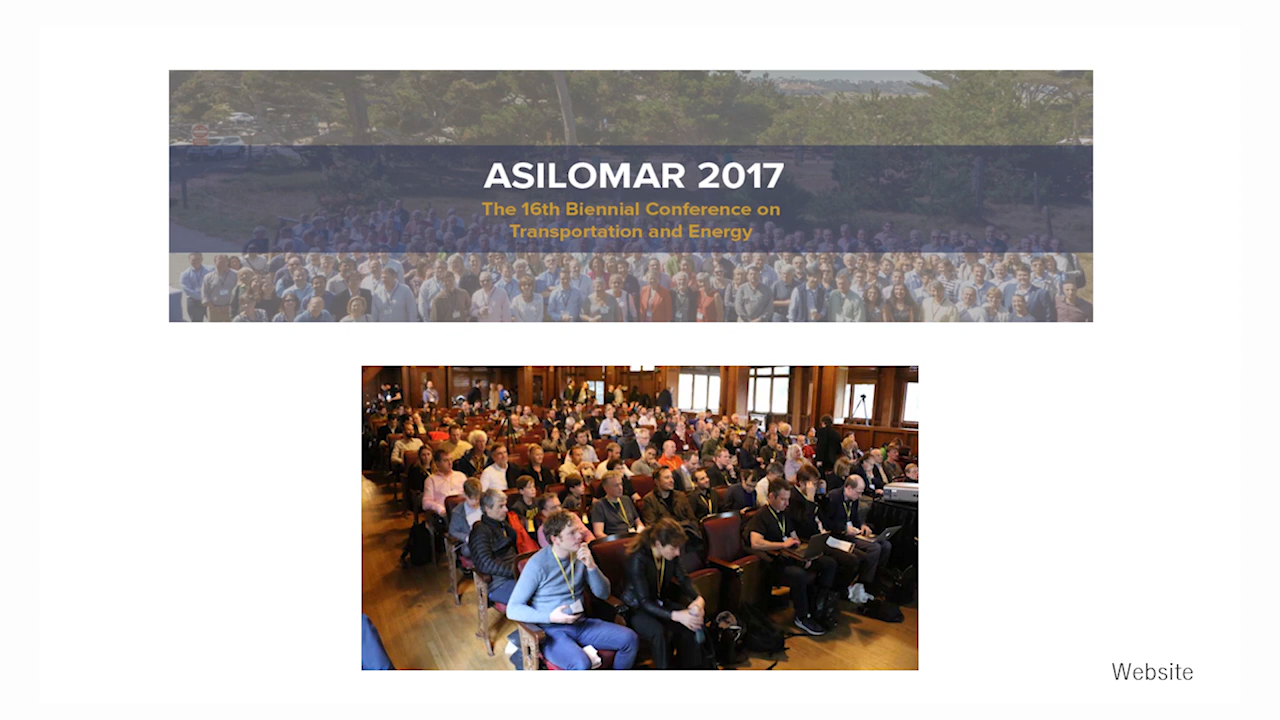 ASILOMAR 2017
The 16th Biennial Conference on
Transportation and Energy
Website